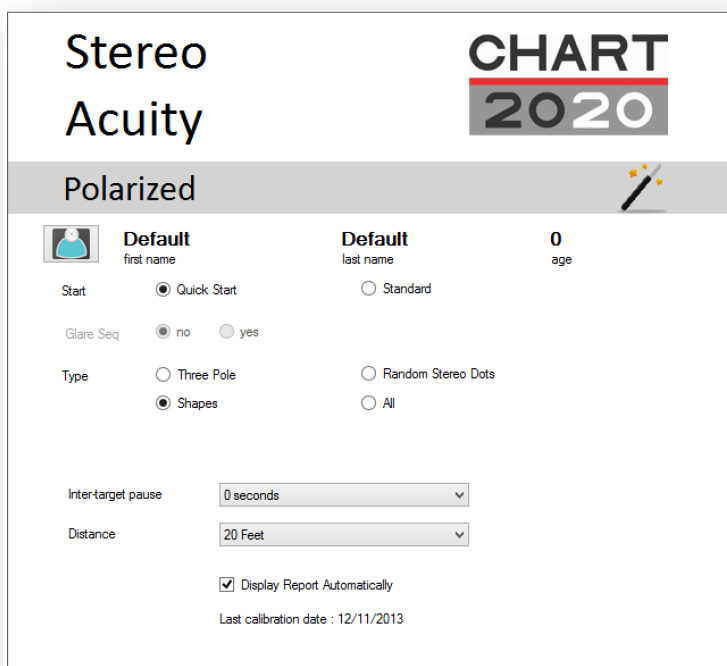 Stereo
Acuity
CHART
2020
Polarized
Default Default 0
first name last name age
Start Quick Start Standard
Glare Seq no yes
Type Three Pole Random Stereo Dots
Shapes All
Inter-target pause 0 seconds
Distance 20 Feet
Display Report Automatically
Last calibration date : 12/11/2013